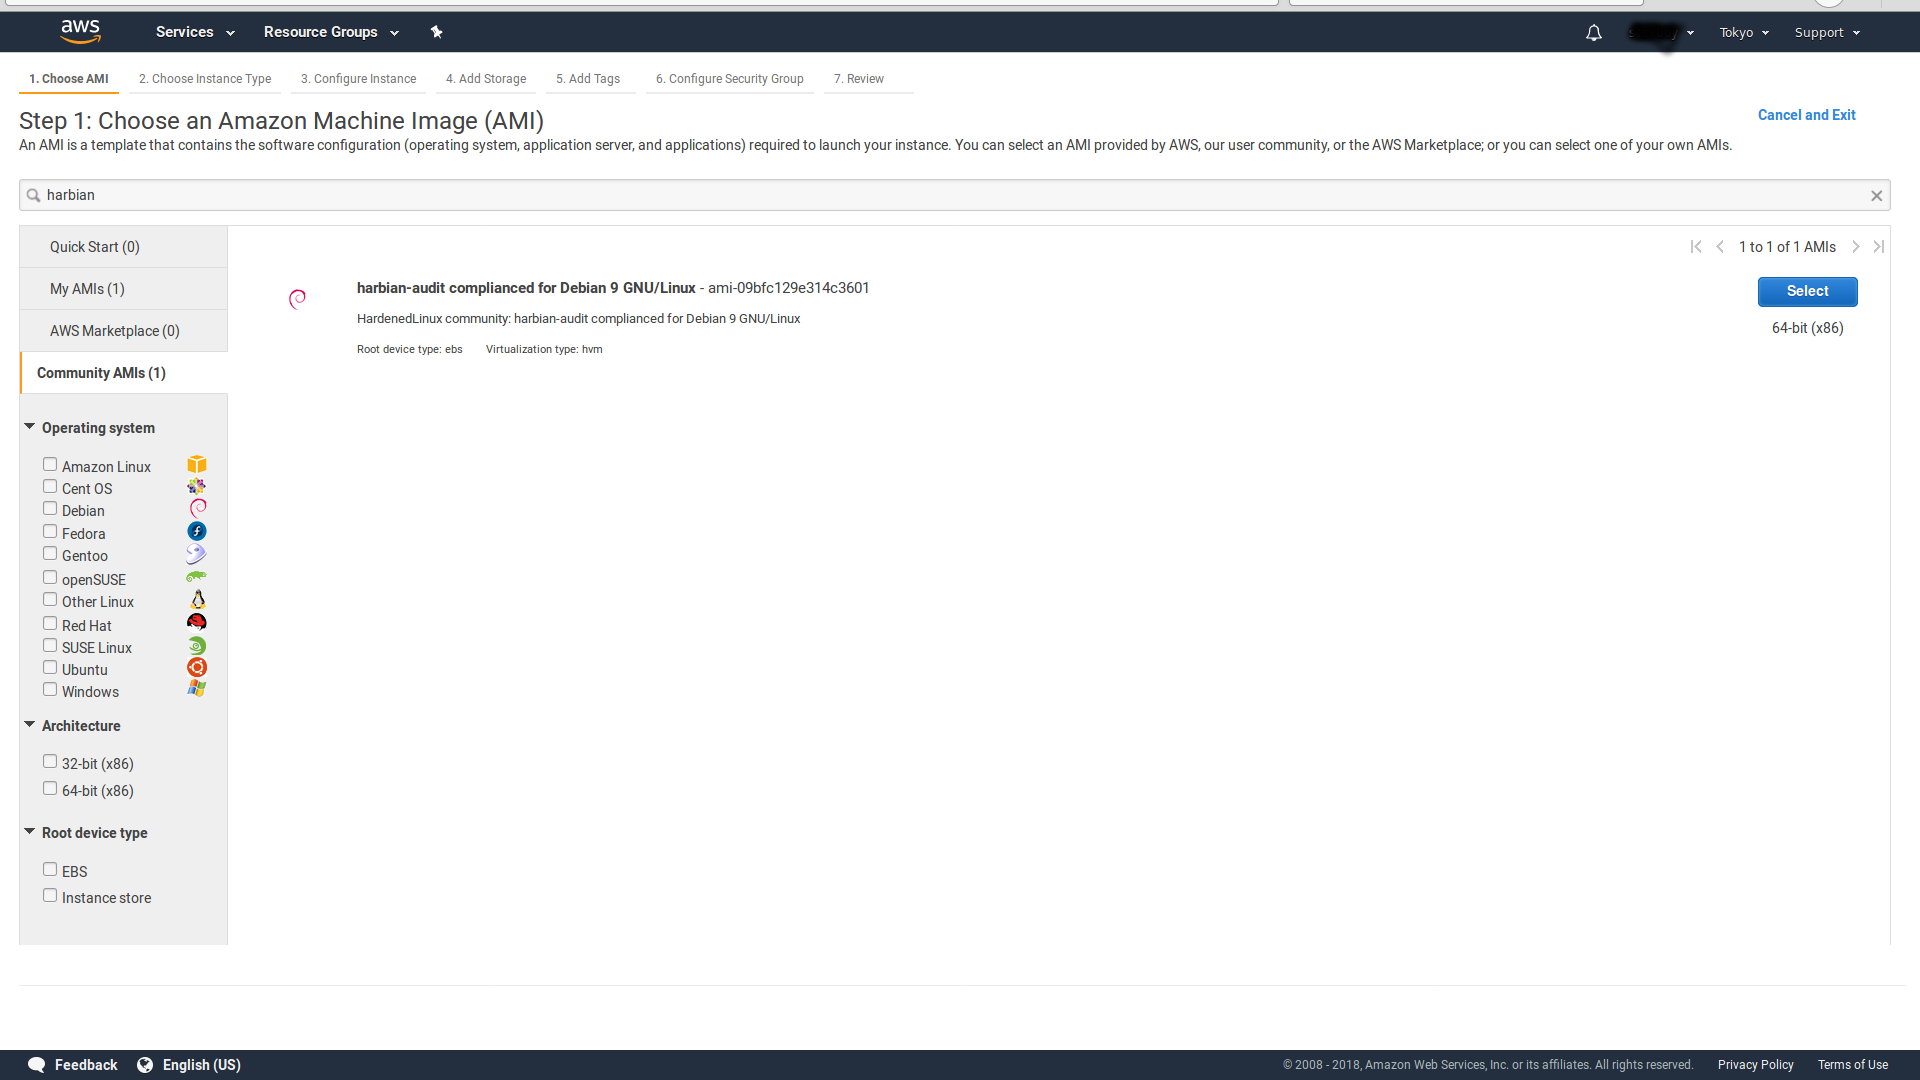 aws Services Resource Groups Tokyo Support
1. Choose AMI 2. Choose Instance Type 3. Configure Instance 4. Add Storage 5. Add Tags 6. Configure Security Group 7. Review
Step 1: Choose an Amazon Machine Image (AMI)
Cancel and Exit
An AMI is a template that contains the software configuration (operating system, application server, and applications) required to launch your instance. You can select an AMI provided by AWS, our user community, or the AWS Marketplace; or you can select one of your own AMIs.
harbian
Quick Start (0)
My AMIs (1)
AWS Marketplace (0)
Community AMIs (1)
Operating system
Amazon Linux
Cent OS
Debian
Fedora
Gentoo
openSUSE
Other Linux
Red Hat
SUSE Linux
Ubuntu
Windows
Architecture
32-bit (x86)
64-bit (x86)
Root device type
EBS
Instance store
1 to 1 of 1 AMIs
harbian-audit complianced for Debian 9 GNU/Linux - ami-09bfc129e314c3601
HardenedLinux community: harbian-audit complianced for Debian 9 GNU/Linux
Root device type: ebs Virtualization type: hvm
Select
64-bit (x86)
Feedback English (US) © 2008 - 2018, Amazon Web Services, Inc. or its affiliates. All rights reserved. Privacy Policy Terms of Use